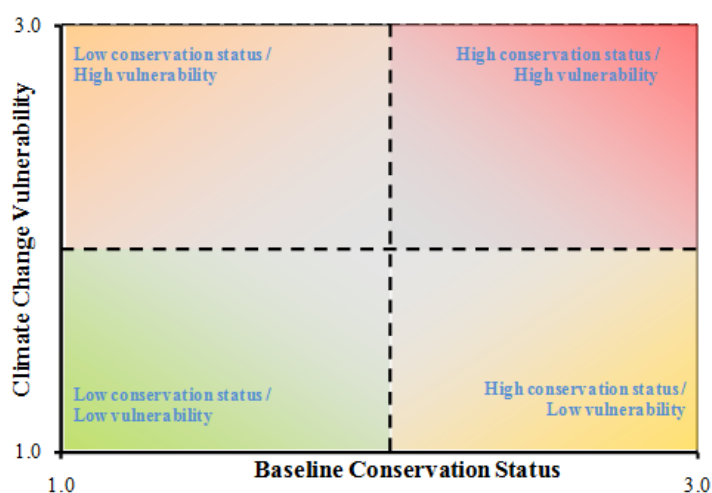 3.0
Low conservation status /
High vulnerability
High conservation status /
High vulnerability
Climate Change Vulnerability
Low conservation status /
Low vulnerability
High conservation status /
Low vulnerability
1.0
Baseline Conservation Status
1.0
3.0